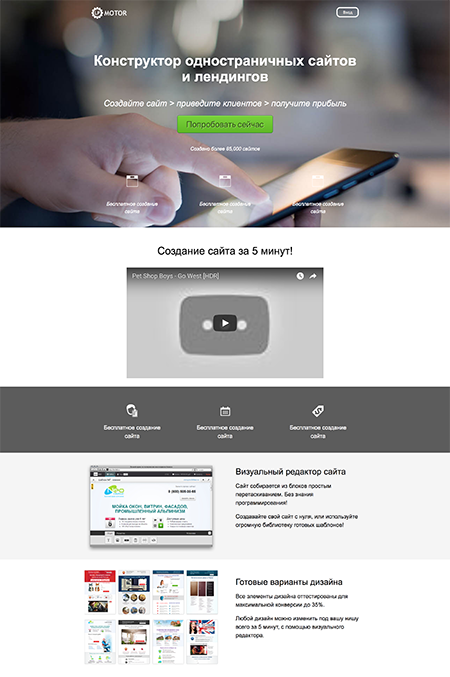 LP MOTOR
Вход
Конструктор одностраничных сайтов
и лендингов
Создайте сайт > приведите клиентов > получите прибыль
Попробовать сейчас
Создано более 85,000 сайтов
Бесплатное создание
сайта
Бесплатное создание
сайта
Бесплатное создание
сайта
Создание сайта за 5 минут!
Pet Shop Boys - Go West [HDR]
Бесплатное создание
сайта
Бесплатное создание
сайта
Бесплатное создание
сайта
МОЙКА ОКОН, ВИТРИН, ФАСАДОВ,
ПРОМЫШЛЕННЫЙ АЛЬПИНИЗМ
Визуальный редактор сайта
Сайт собирается из блоков простым
перетаскиванием. Без знания
программирования!
Создавайте свой сайт с нуля, или используйте
огромную библиотеку готовых шаблонов!
Готовые варианты дизайна
Все элементы дизайна оттестированы для
максимальной конверсии до 35%.
Любой дизайн можно изменить под вашу нишу
всего за 5 минут, с помощью визуального
редактора.